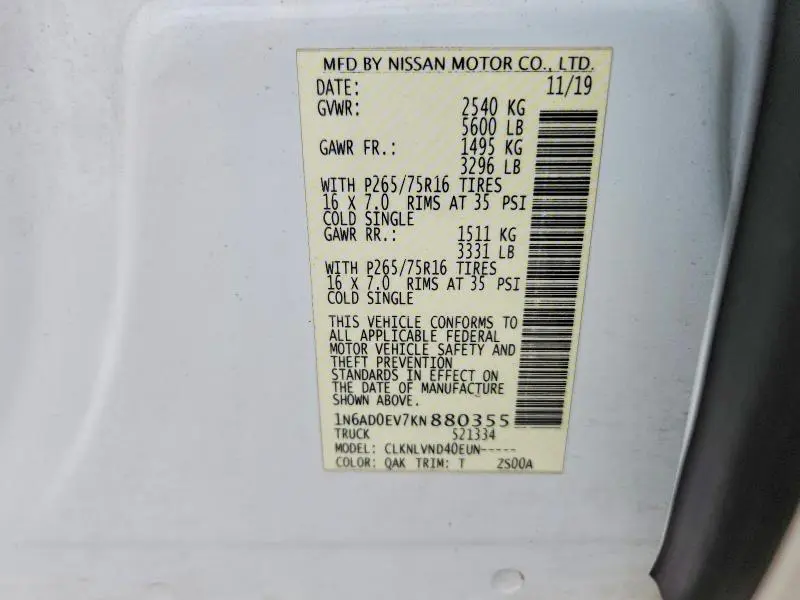 MFD BY NISSAN MOTOR CO., LTD.
DATE: 11/19
GVWR: 2540 KG
5600 LB
GAWR FR.: 1495 KG
3296 LB
WITH P265/75R16 TIRES
16 X 7.0 RIMS AT 35 PSI
COLD SINGLE
GAWR RR.: 1511 KG
3331 LB
WITH P265/75R16 TIRES
16 X 7.0 RIMS AT 35 PSI
COLD SINGLE
THIS VEHICLE CONFORMS TO
ALL APPLICABLE FEDERAL
MOTOR VEHICLE SAFETY AND
THEFT PREVENTION
STANDARDS IN EFFECT ON
THE DATE OF MANUFACTURE
SHOWN ABOVE.
1N6AD0EV7KN880355
TRUCK 521334
MODEL: CLKNLVND40EUN-----
COLOR: QAK TRIM: T ZS00A